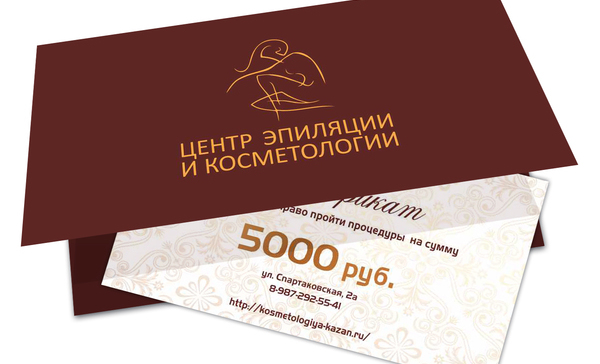 ЦЕНТР ЭПИЛЯЦИИ
И КОСМЕТОЛОГИИ
пройти процедуры на сумму
5000 руб.
ул. Спартаковская, 2а
8-987-292-55-41
http://kosmetologiya-kazan.ru/